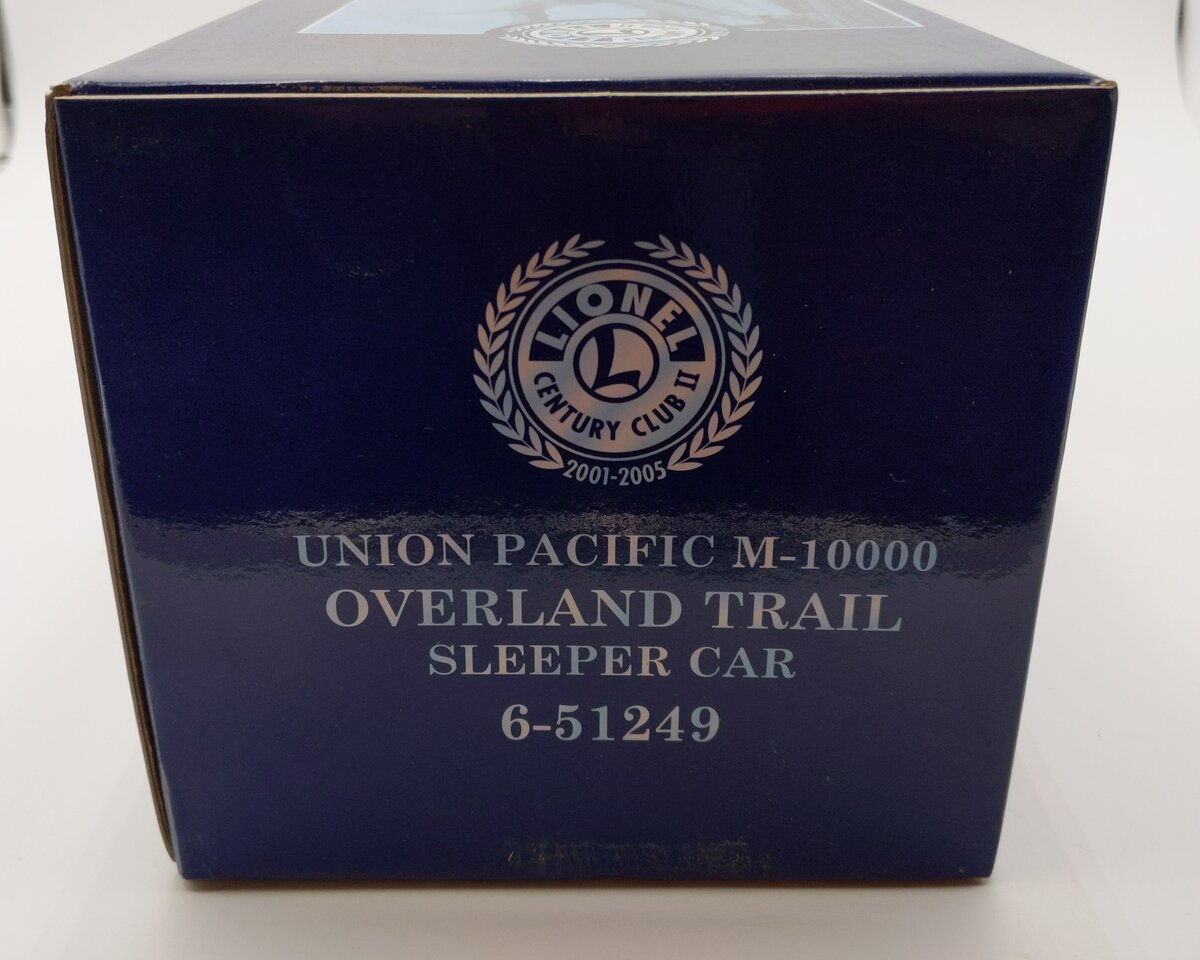 LIONEL
L
CENTURY CLUB II
2001-2005
UNION PACIFIC M-10000
OVERLAND TRAIL
SLEEPER CAR
6-51249